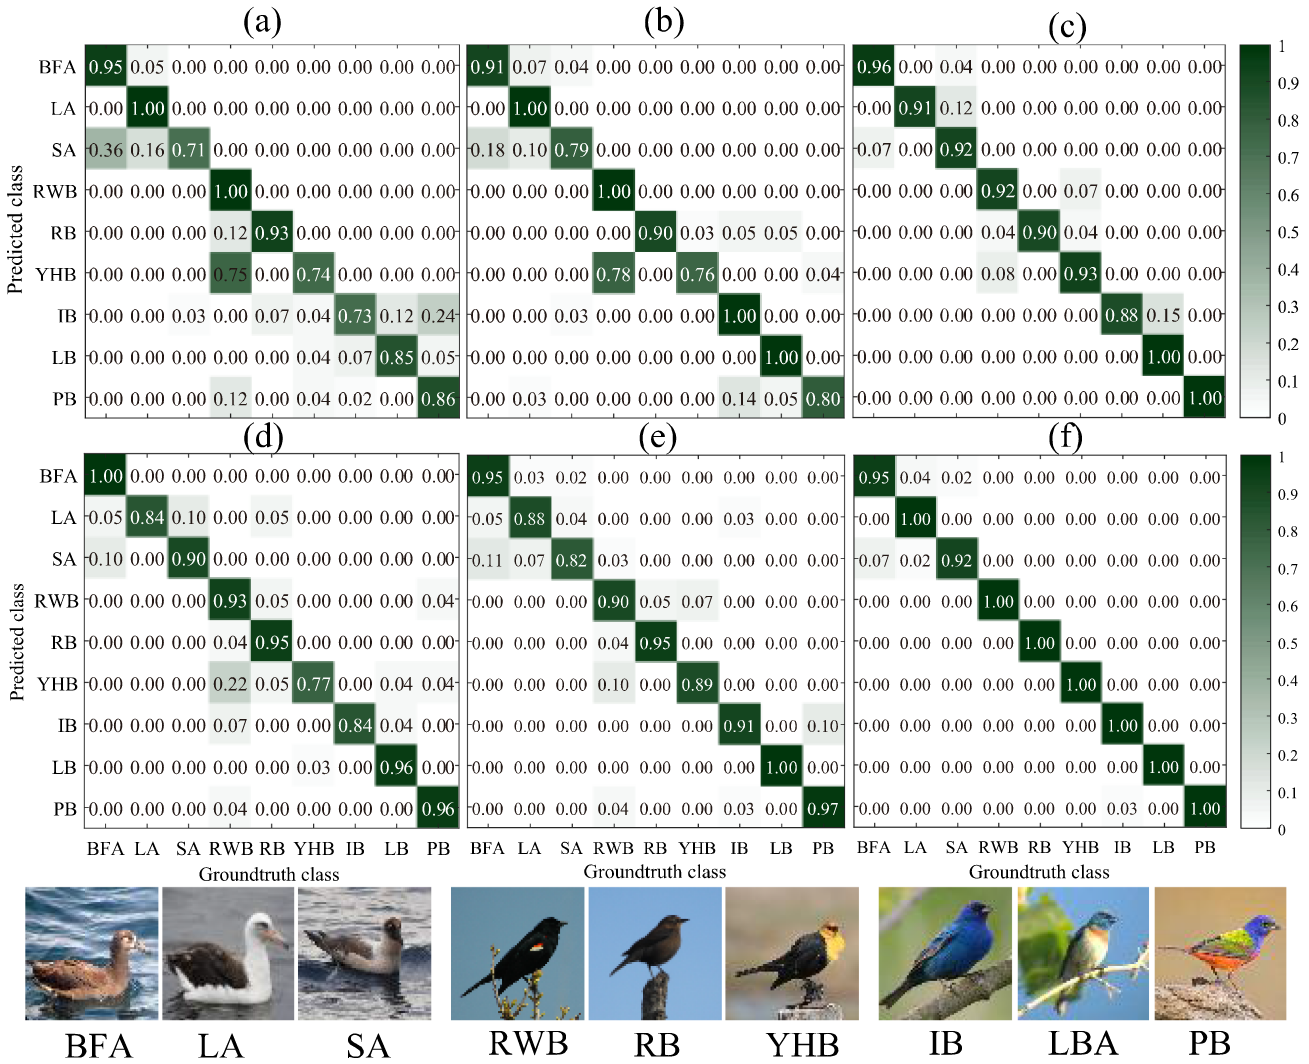 (a) (b) (c)
BFA 0.95 0.05 0.00 0.00 0.00 0.00 0.00 0.00 0.00 0.91 0.07 0.04 0.00 0.00 0.00 0.00 0.00 0.00 0.96 0.00 0.04 0.00 0.00 0.00 0.00 0.00 0.00 1
LA 0.00 1.00 0.00 0.00 0.00 0.00 0.00 0.00 0.00 0.00 1.00 0.00 0.00 0.00 0.00 0.00 0.00 0.00 0.00 0.91 0.12 0.00 0.00 0.00 0.00 0.00 0.00 0.9
SA 0.36 0.16 0.71 0.00 0.00 0.00 0.00 0.00 0.00 0.18 0.10 0.79 0.00 0.00 0.00 0.00 0.00 0.00 0.07 0.00 0.92 0.00 0.00 0.00 0.00 0.00 0.00 0.8
0.7
RWB 0.00 0.00 0.00 1.00 0.00 0.00 0.00 0.00 0.00 0.00 0.00 0.00 1.00 0.00 0.00 0.00 0.00 0.00 0.00 0.00 0.00 0.92 0.00 0.07 0.00 0.00 0.00 0.6
RB 0.00 0.00 0.00 0.12 0.93 0.00 0.00 0.00 0.00 0.00 0.00 0.00 0.00 0.90 0.03 0.05 0.05 0.00 0.00 0.00 0.00 0.04 0.90 0.04 0.00 0.00 0.00 0.5
YHB 0.00 0.00 0.00 0.75 0.00 0.74 0.00 0.00 0.00 0.00 0.00 0.00 0.78 0.00 0.76 0.00 0.00 0.04 0.00 0.00 0.00 0.08 0.00 0.93 0.00 0.00 0.00 0.4
IB 0.00 0.00 0.03 0.00 0.07 0.04 0.73 0.12 0.24 0.00 0.00 0.03 0.00 0.00 0.00 1.00 0.00 0.00 0.00 0.00 0.00 0.00 0.00 0.00 0.88 0.15 0.00 0.3
LB 0.00 0.00 0.00 0.00 0.00 0.04 0.07 0.85 0.05 0.00 0.00 0.00 0.00 0.00 0.00 0.00 1.00 0.00 0.00 0.00 0.00 0.00 0.00 0.00 0.00 1.00 0.00 0.2
PB 0.00 0.00 0.00 0.12 0.00 0.04 0.02 0.00 0.86 0.00 0.03 0.00 0.00 0.00 0.00 0.14 0.05 0.80 0.00 0.00 0.00 0.00 0.00 0.00 0.00 0.00 1.00 0.1
0
Predicted class
(d) (e) (f)
BFA 1.00 0.00 0.00 0.00 0.00 0.00 0.00 0.00 0.00 0.95 0.03 0.02 0.00 0.00 0.00 0.00 0.00 0.00 0.95 0.04 0.02 0.00 0.00 0.00 0.00 0.00 0.00 1
LA 0.05 0.84 0.10 0.00 0.05 0.00 0.00 0.00 0.00 0.05 0.88 0.04 0.00 0.00 0.00 0.03 0.00 0.00 0.00 1.00 0.00 0.00 0.00 0.00 0.00 0.00 0.00 0.9
SA 0.10 0.00 0.90 0.00 0.00 0.00 0.00 0.00 0.00 0.11 0.07 0.82 0.03 0.00 0.00 0.00 0.00 0.00 0.07 0.02 0.92 0.00 0.00 0.00 0.00 0.00 0.00 0.8
0.7
RWB 0.00 0.00 0.00 0.93 0.05 0.00 0.00 0.00 0.04 0.00 0.00 0.00 0.90 0.05 0.07 0.00 0.00 0.00 0.00 0.00 0.00 1.00 0.00 0.00 0.00 0.00 0.00 0.6
RB 0.00 0.00 0.00 0.04 0.95 0.00 0.00 0.00 0.00 0.00 0.00 0.00 0.04 0.95 0.00 0.00 0.00 0.00 0.00 0.00 0.00 0.00 1.00 0.00 0.00 0.00 0.00 0.5
YHB 0.00 0.00 0.00 0.22 0.05 0.77 0.00 0.04 0.04 0.00 0.00 0.00 0.10 0.00 0.89 0.00 0.00 0.00 0.00 0.00 0.00 0.00 0.00 1.00 0.00 0.00 0.00 0.4
IB 0.00 0.00 0.00 0.07 0.00 0.00 0.84 0.04 0.00 0.00 0.00 0.00 0.00 0.00 0.00 0.91 0.00 0.10 0.00 0.00 0.00 0.00 0.00 0.00 1.00 0.00 0.00 0.3
LB 0.00 0.00 0.00 0.00 0.00 0.03 0.00 0.96 0.00 0.00 0.00 0.00 0.00 0.00 0.00 0.00 1.00 0.00 0.00 0.00 0.00 0.00 0.00 0.00 0.00 1.00 0.00 0.2
PB 0.00 0.00 0.00 0.04 0.00 0.00 0.00 0.00 0.96 0.00 0.00 0.00 0.04 0.00 0.00 0.03 0.00 0.97 0.00 0.00 0.00 0.00 0.00 0.00 0.03 0.00 1.00 0.1
0
Predicted class
BFA LA SA RWB RB YHB IB LB PB BFA LA SA RWB RB YHB IB LB PB BFA LA SA RWB RB YHB IB LB PB
Groundtruth class Groundtruth class Groundtruth class
BFA LA SA RWB RB YHB IB LBA PB